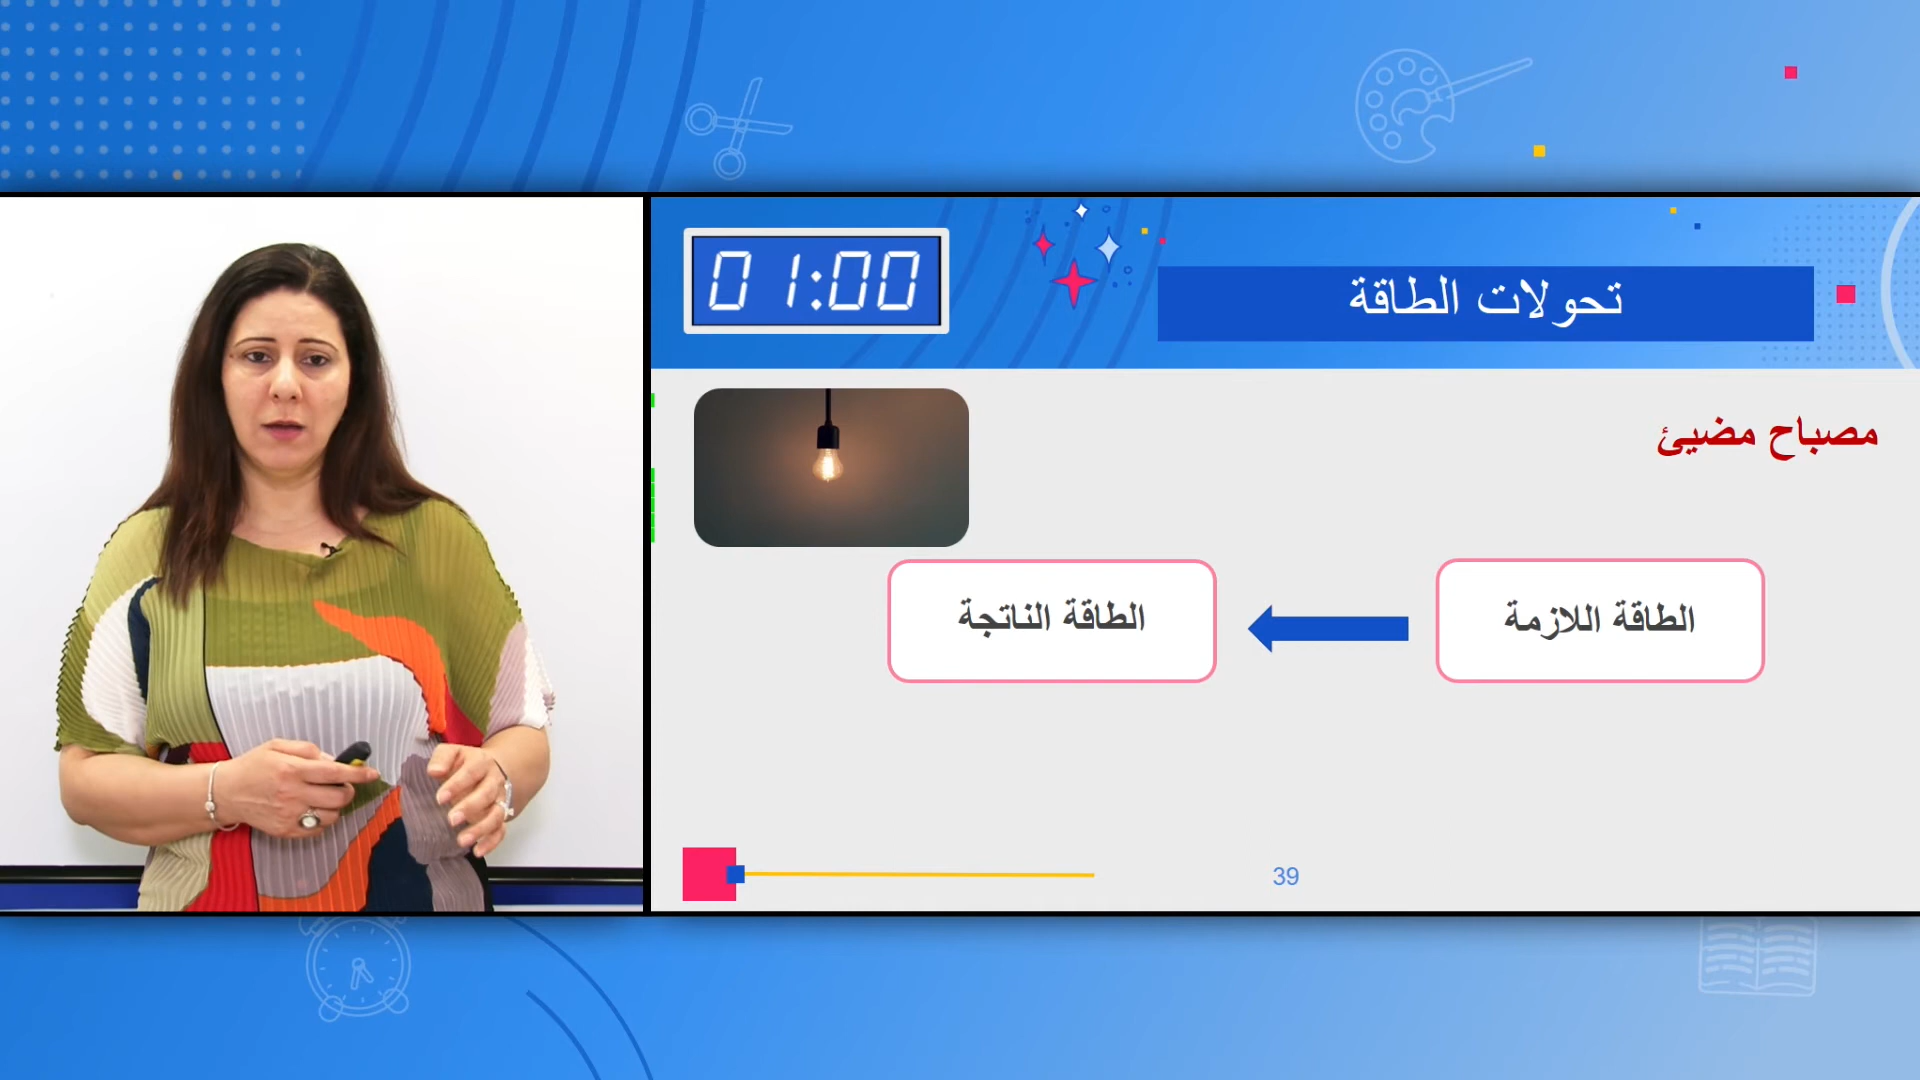 01:00
تحولات الطاقة
مصباح مضيئ
الطاقة اللازمة
الطاقة الناتجة
39